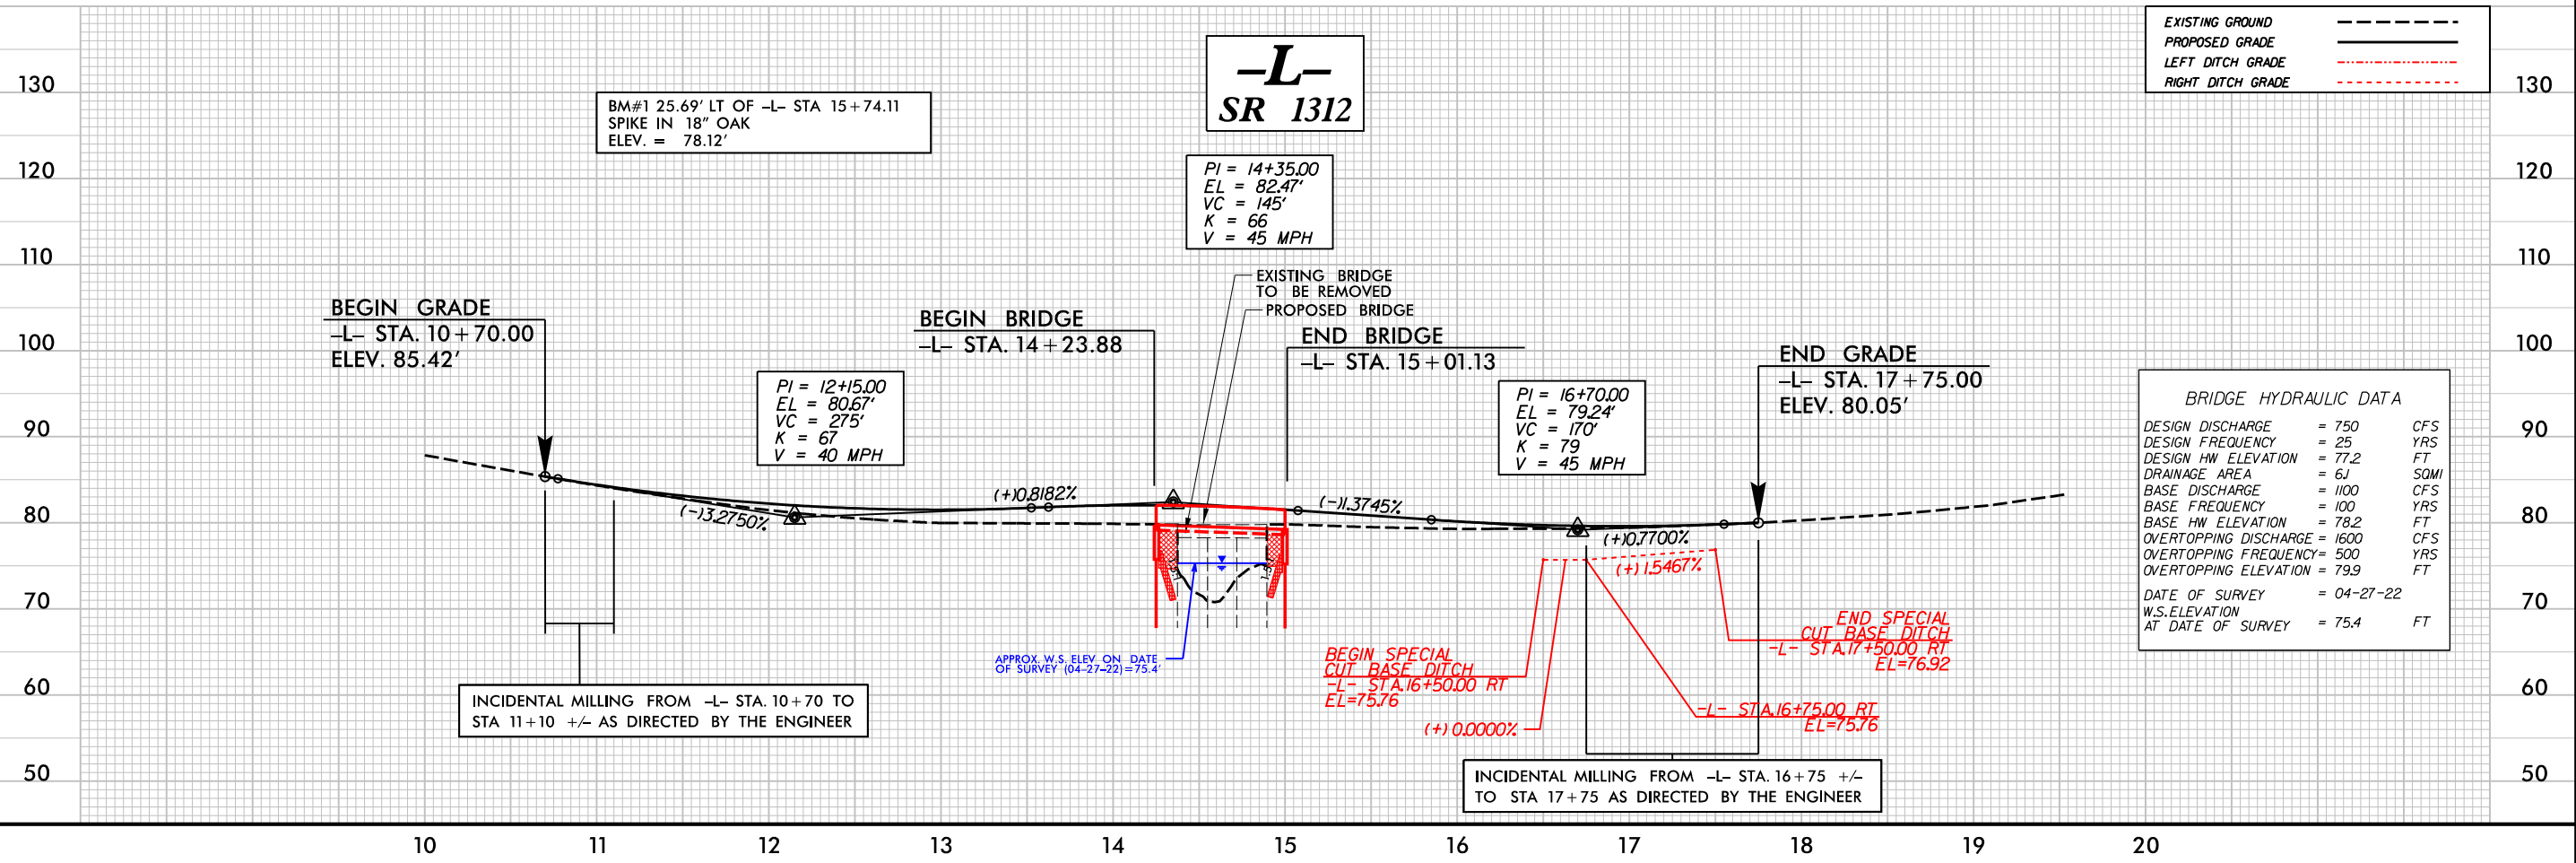 EXISTING GROUND
PROPOSED GRADE
LEFT DITCH GRADE
RIGHT DITCH GRADE
–L–
SR 1312
130
130
BM#1 25.69' LT OF –L– STA 15+74.11
SPIKE IN 18" OAK
ELEV. = 78.12'
120
120
PI = 14+35.00
EL = 82.47'
VC = 145'
K = 66
V = 45 MPH
110
110
EXISTING BRIDGE
TO BE REMOVED
PROPOSED BRIDGE
BEGIN GRADE
–L– STA. 10+70.00
ELEV. 85.42'
BEGIN BRIDGE
–L– STA. 14+23.88
END BRIDGE
–L– STA. 15+01.13
END GRADE
–L– STA. 17+75.00
ELEV. 80.05'
100
100
PI = 12+15.00
EL = 80.67'
VC = 275'
K = 67
V = 40 MPH
PI = 16+70.00
EL = 79.24'
VC = 170'
K = 79
V = 45 MPH
BRIDGE HYDRAULIC DATA
DESIGN DISCHARGE = 750 CFS
DESIGN FREQUENCY = 25 YRS
DESIGN HW ELEVATION = 77.2 FT
DRAINAGE AREA = 6.1 SQMI
BASE DISCHARGE = 1100 CFS
BASE FREQUENCY = 100 YRS
BASE HW ELEVATION = 78.2 FT
OVERTOPPING DISCHARGE = 1600 CFS
OVERTOPPING FREQUENCY = 500 YRS
OVERTOPPING ELEVATION = 79.9 FT
DATE OF SURVEY = 04-27-22
W.S.ELEVATION
AT DATE OF SURVEY = 75.4 FT
90
90
(-)3.2750%
(+)0.8182%
(-)1.3745%
(+)0.7700%
80
80
(+)1.5467%
70
70
APPROX. W.S. ELEV ON DATE
OF SURVEY (04-27-22)=75.4'
BEGIN SPECIAL
CUT BASE DITCH
-L- STA.16+50.00 RT
EL=75.76
(+)0.0000%
END SPECIAL
CUT BASE DITCH
-L- STA.17+50.00 RT
EL=76.92
-L- STA.16+75.00 RT
EL=75.76
60
60
INCIDENTAL MILLING FROM –L– STA. 10+70 TO
STA 11+10 +/– AS DIRECTED BY THE ENGINEER
INCIDENTAL MILLING FROM –L– STA. 16+75 +/–
TO STA 17+75 AS DIRECTED BY THE ENGINEER
50
50
10 11 12 13 14 15 16 17 18 19 20